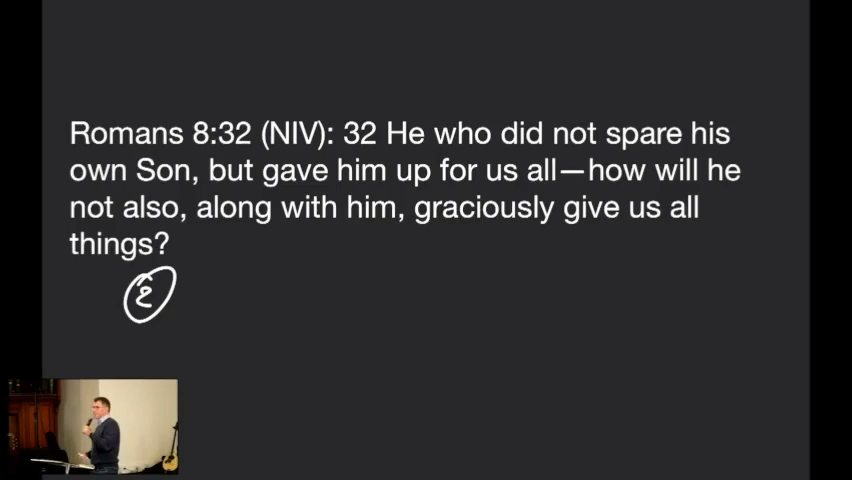 Romans 8:32 (NIV): 32 He who did not spare his
own Son, but gave him up for us all—how will he
not also, along with him, graciously give us all
things?